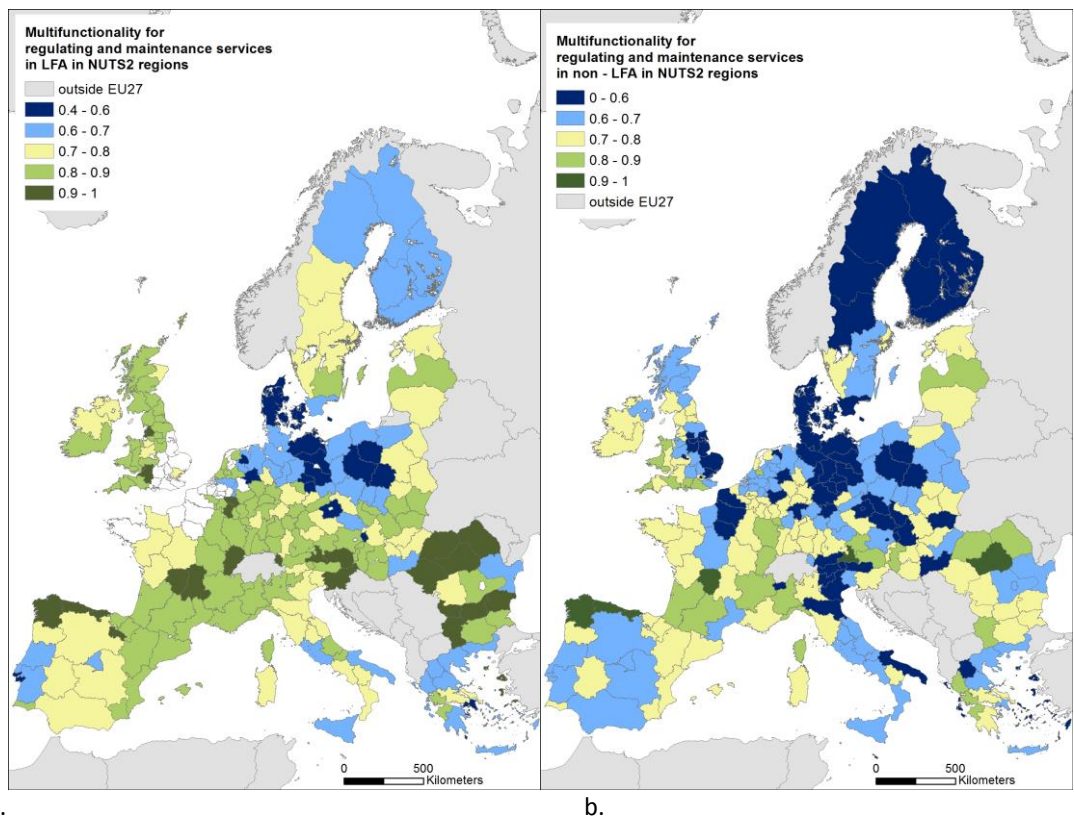 Multifunctionality for
regulating and maintenance services
in LFA in NUTS2 regions
outside EU27
0.4 - 0.6
0.6 - 0.7
0.7 - 0.8
0.8 - 0.9
0.9 - 1
0 500
Kilometers
Multifunctionality for
regulating and maintenance services
in non - LFA in NUTS2 regions
0 - 0.6
0.6 - 0.7
0.7 - 0.8
0.8 - 0.9
0.9 - 1
outside EU27
0 500
Kilometers
. b.